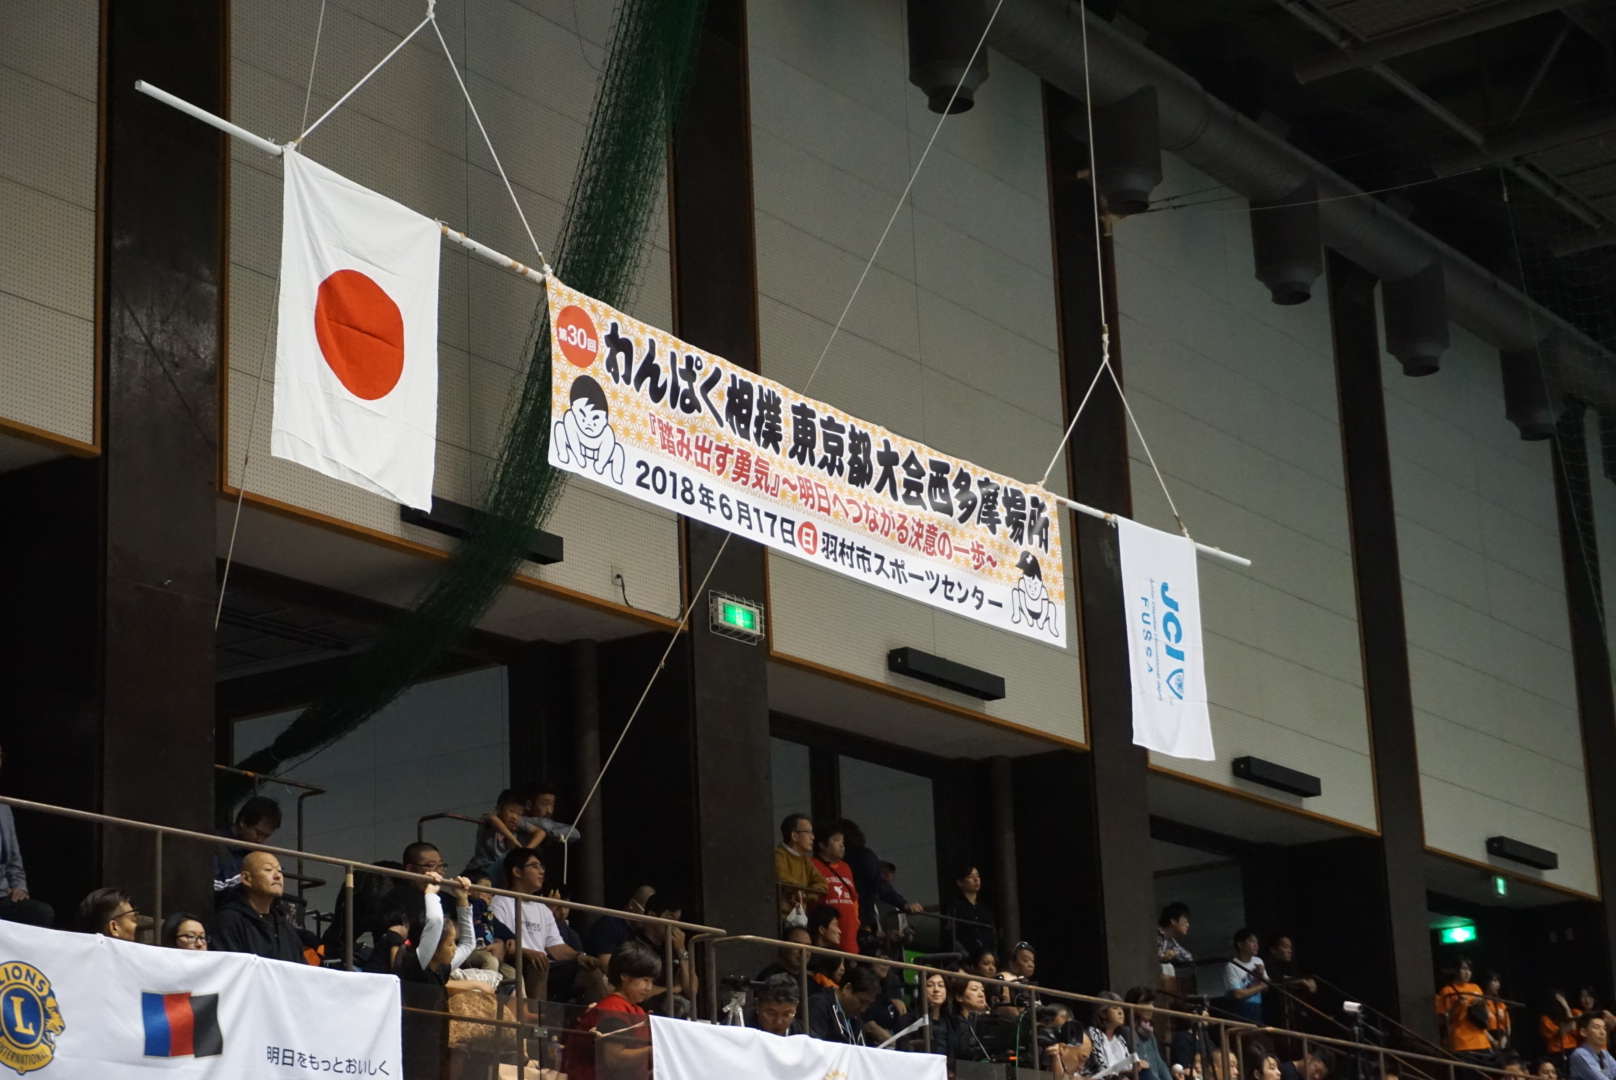 第30回
わんぱく相撲 東京都大会西多摩場所
『踏み出す勇気』～明日へつながる決意の一歩～
2018年6月17日㊐ 羽村市スポーツセンター
JCI
FUSSA
LIONS
L
INTERNATIONAL
明日をもっとおいしく